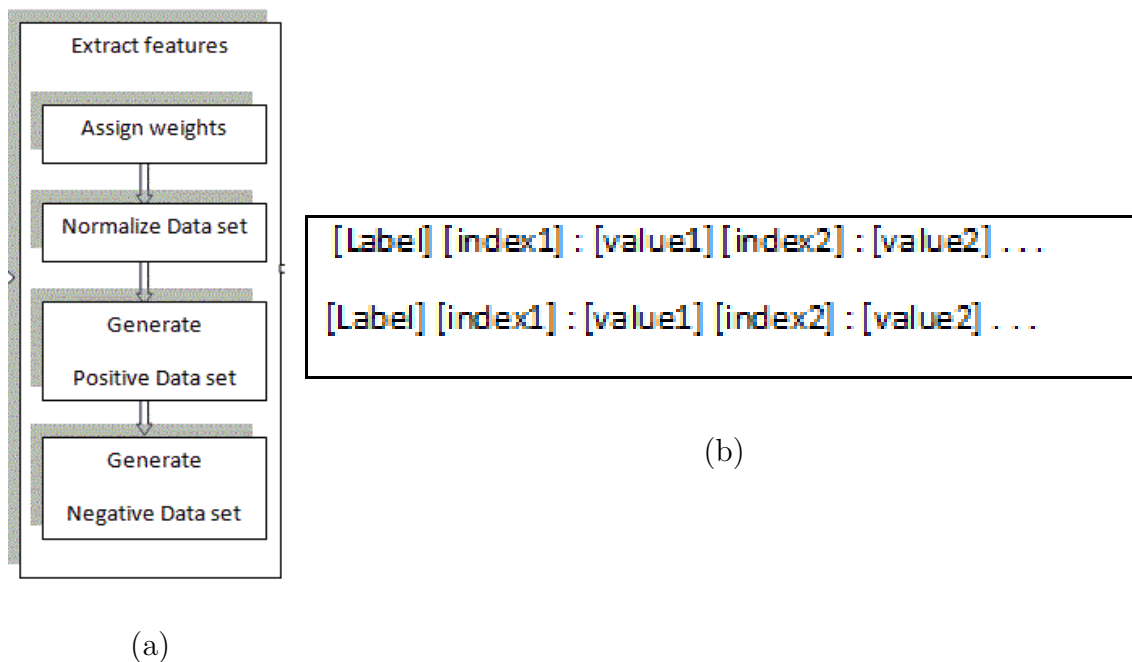 Extract features
Assign weights
Normalize Data set
Generate
Positive Data set
Generate
Negative Data set
(a)
[Label] [index1] : [value1] [index2] : [value2] . . .
[Label] [index1] : [value1] [index2] : [value2] . . .
(b)